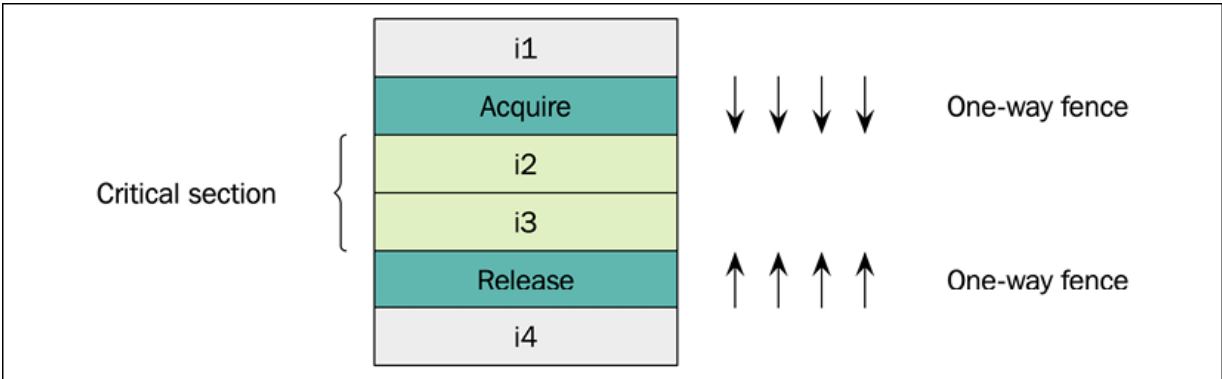 i1
Acquire
One-way fence
i2
Critical section
i3
Release
One-way fence
i4